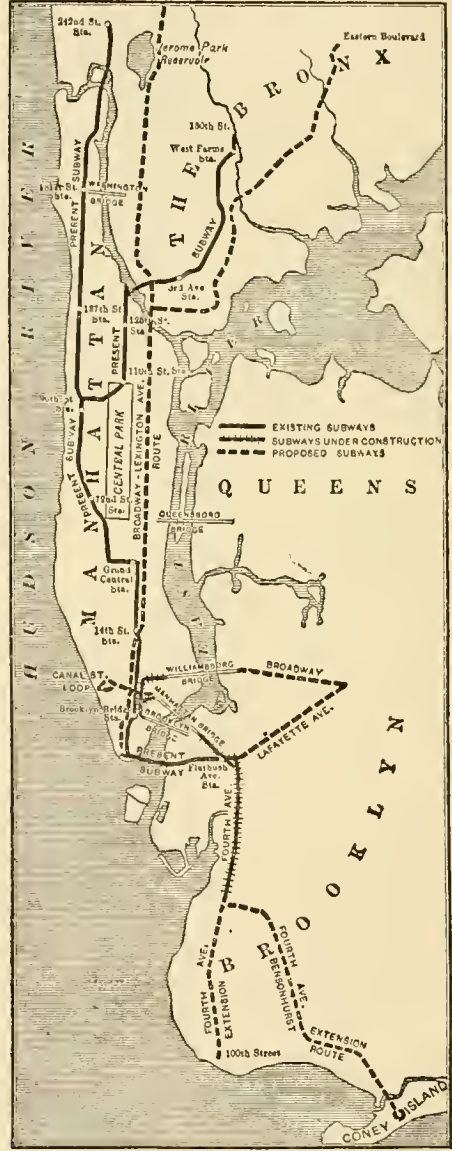 242nd St. Sta.
Jerome Park Reservoir
Eastern Boulevard
THE BRONX
180th St.
West Farms Sta.
HUDSON RIVER
PRESENT SUBWAY
181st St. Sta.
WASHINGTON BRIDGE
SUBWAY
3rd Ave Sta.
137th St. Sta.
125th St. Sta
110th St. Sta
PRESENT
MANHATTAN
CENTRAL PARK
BROADWAY-LEXINGTON AVE. ROUTE
PRESENT SUBWAY
72nd St. Sta.
EXISTING SUBWAYS
SUBWAYS UNDER CONSTRUCTION
PROPOSED SUBWAYS
QUEENS
EAST RIVER
QUEENSBORO BRIDGE
Grand Central Sta.
14th St. Sta.
CANAL ST. LOOP
WILLIAMSBURG BRIDGE
BROADWAY
MANHATTAN BRIDGE
Brooklyn Bridge Sta.
BROOKLYN BRIDGE
LAFAYETTE AVE.
PRESENT SUBWAY
Flatbush Ave. Sta.
FOURTH AVE.
BROOKLYN
FOURTH AVE. EXTENSION
FOURTH AVE. BENSONHURST
EXTENSION ROUTE
100th Street
CONEY ISLAND